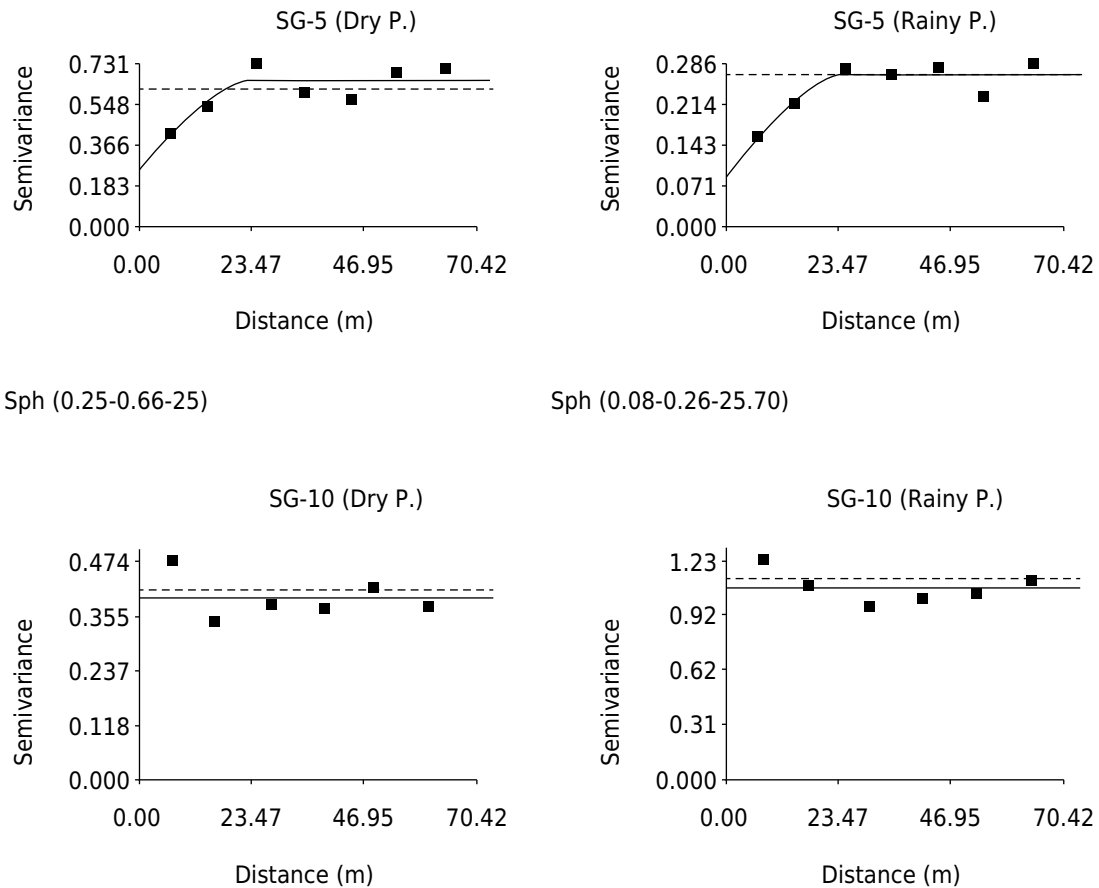 SG-5 (Dry P.)
Semivariance
0.731
0.548
0.366
0.183
0.000
0.00 23.47 46.95 70.42
Distance (m)
Sph (0.25-0.66-25)
SG-5 (Rainy P.)
Semivariance
0.286
0.214
0.143
0.071
0.000
0.00 23.47 46.95 70.42
Distance (m)
Sph (0.08-0.26-25.70)
SG-10 (Dry P.)
Semivariance
0.474
0.355
0.237
0.118
0.000
0.00 23.47 46.95 70.42
Distance (m)
SG-10 (Rainy P.)
Semivariance
1.23
0.92
0.62
0.31
0.000
0.00 23.47 46.95 70.42
Distance (m)